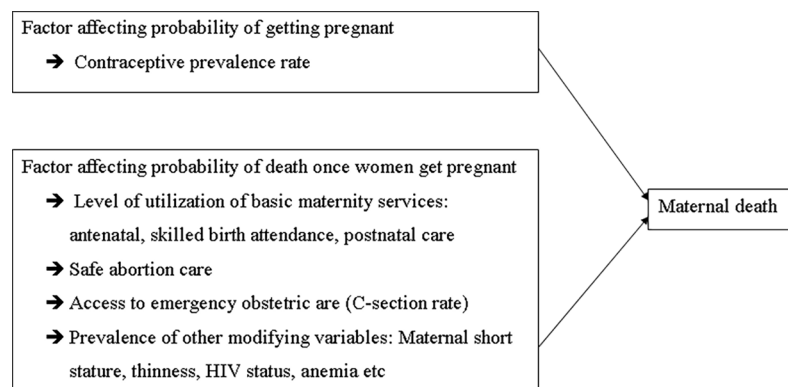 Factor affecting probability of getting pregnant
➔ Contraceptive prevalence rate
Factor affecting probability of death once women get pregnant
➔ Level of utilization of basic maternity services:
antenatal, skilled birth attendance, postnatal care
➔ Safe abortion care
➔ Access to emergency obstetric are (C-section rate)
➔ Prevalence of other modifying variables: Maternal short
stature, thinness, HIV status, anemia etc
Maternal death